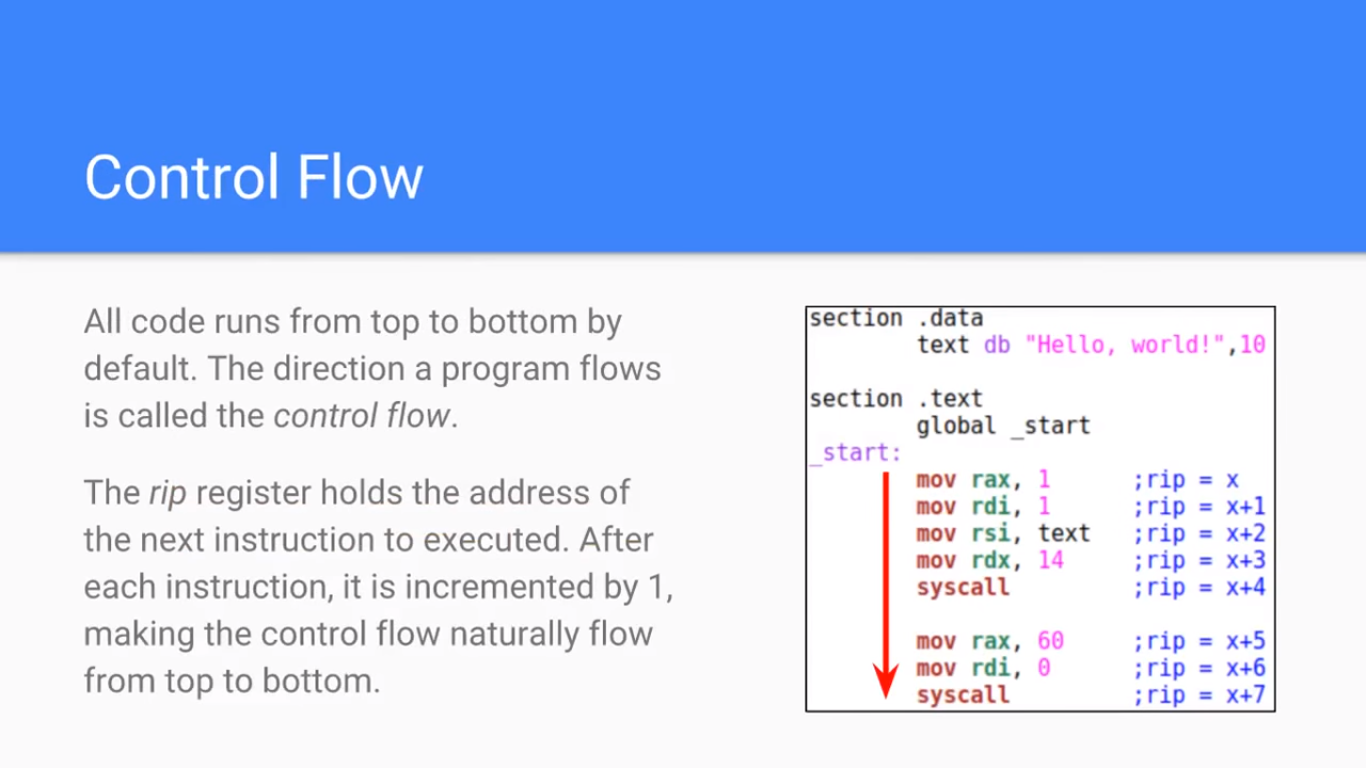 Control Flow
All code runs from top to bottom by
default. The direction a program flows
is called the control flow.
The rip register holds the address of
the next instruction to executed. After
each instruction, it is incremented by 1,
making the control flow naturally flow
from top to bottom.
section .data
text db "Hello, world!",10
section .text
global _start
_start:
mov rax, 1 ;rip = x
mov rdi, 1 ;rip = x+1
mov rsi, text ;rip = x+2
mov rdx, 14 ;rip = x+3
syscall ;rip = x+4
mov rax, 60 ;rip = x+5
mov rdi, 0 ;rip = x+6
syscall ;rip = x+7